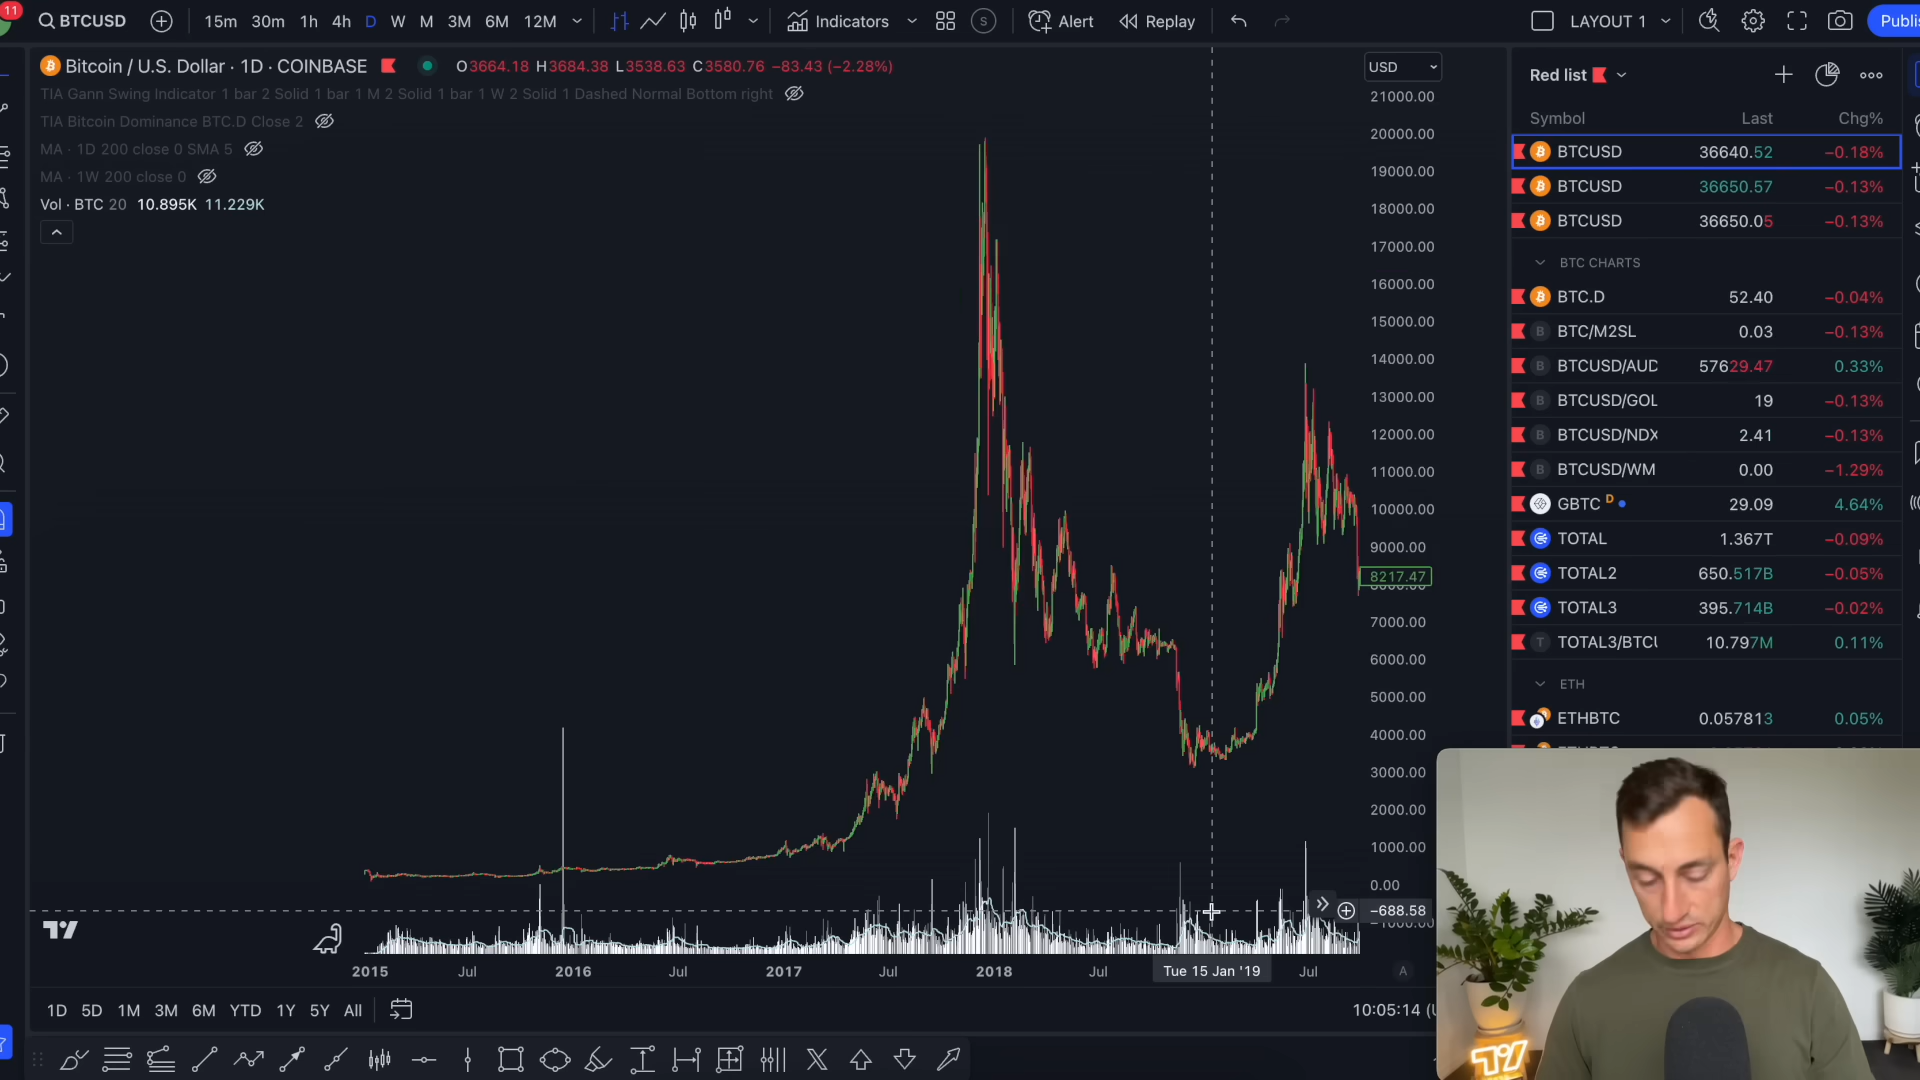 11
BTCUSD
15m 30m 1h 4h D W M 3M 6M 12M
Indicators
S
Alert
Replay
LAYOUT 1
Bitcoin / U.S. Dollar · 1D · COINBASE
O3664.18 H3684.38 L3538.63 C3580.76 −83.43 (−2.28%)
TIA Gann Swing Indicator 1 bar 2 Solid 1 bar 1 M 2 Solid 1 bar 1 W 2 Solid 1 Dashed Normal Bottom right
TIA Bitcoin Dominance BTC.D Close 2
MA · 1D 200 close 0 SMA 5
MA · 1W 200 close 0
Vol · BTC 20 10.895K 11.229K
USD
21000.00
20000.00
19000.00
18000.00
17000.00
16000.00
15000.00
14000.00
13000.00
12000.00
11000.00
10000.00
9000.00
8217.47
7000.00
6000.00
5000.00
4000.00
3000.00
2000.00
1000.00
0.00
−688.58
2015 Jul 2016 Jul 2017 Jul 2018 Jul Tue 15 Jan '19 Jul
A
1D 5D 1M 3M 6M YTD 1Y 5Y All
10:05:14
Red list
Symbol Last Chg%
BTCUSD 36640.52 −0.18%
BTCUSD 36650.57 −0.13%
BTCUSD 36650.05 −0.13%
BTC CHARTS
BTC.D 52.40 −0.04%
B BTC/M2SL 0.03 −0.13%
B BTCUSD/AUD 57629.47 0.33%
B BTCUSD/GOL 19 −0.13%
B BTCUSD/NDX 2.41 −0.13%
B BTCUSD/WM 0.00 −1.29%
GBTC D 29.09 4.64%
TOTAL 1.367T −0.09%
TOTAL2 650.517B −0.05%
TOTAL3 395.714B −0.02%
T TOTAL3/BTCU 10.797M 0.11%
ETH
ETHBTC 0.057813 0.05%